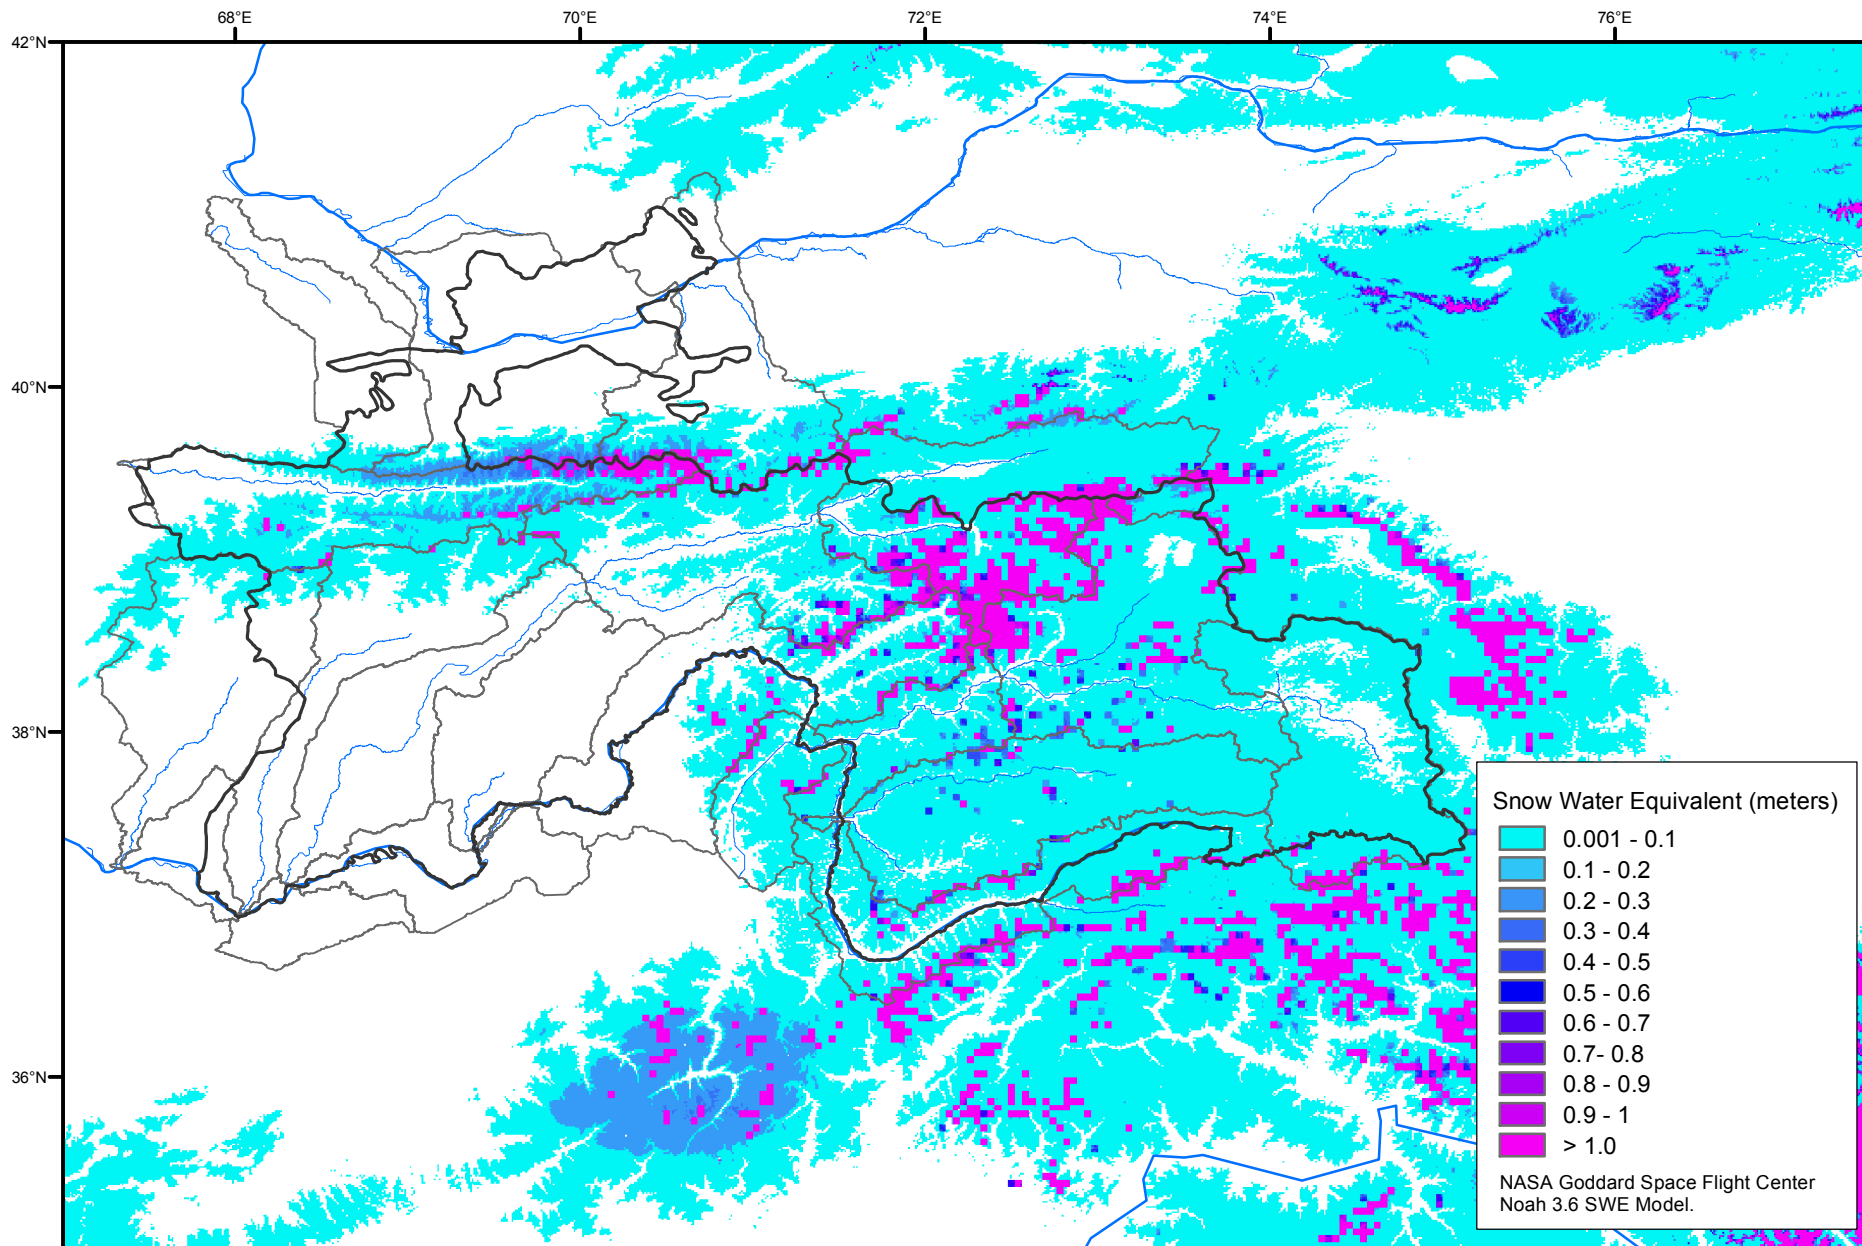 68°E 70°E 72°E 74°E 76°E
42°N
40°N
38°N
36°N
Snow Water Equivalent (meters)
0.001 - 0.1
0.1 - 0.2
0.2 - 0.3
0.3 - 0.4
0.4 - 0.5
0.5 - 0.6
0.6 - 0.7
0.7- 0.8
0.8 - 0.9
0.9 - 1
> 1.0
NASA Goddard Space Flight Center
Noah 3.6 SWE Model.